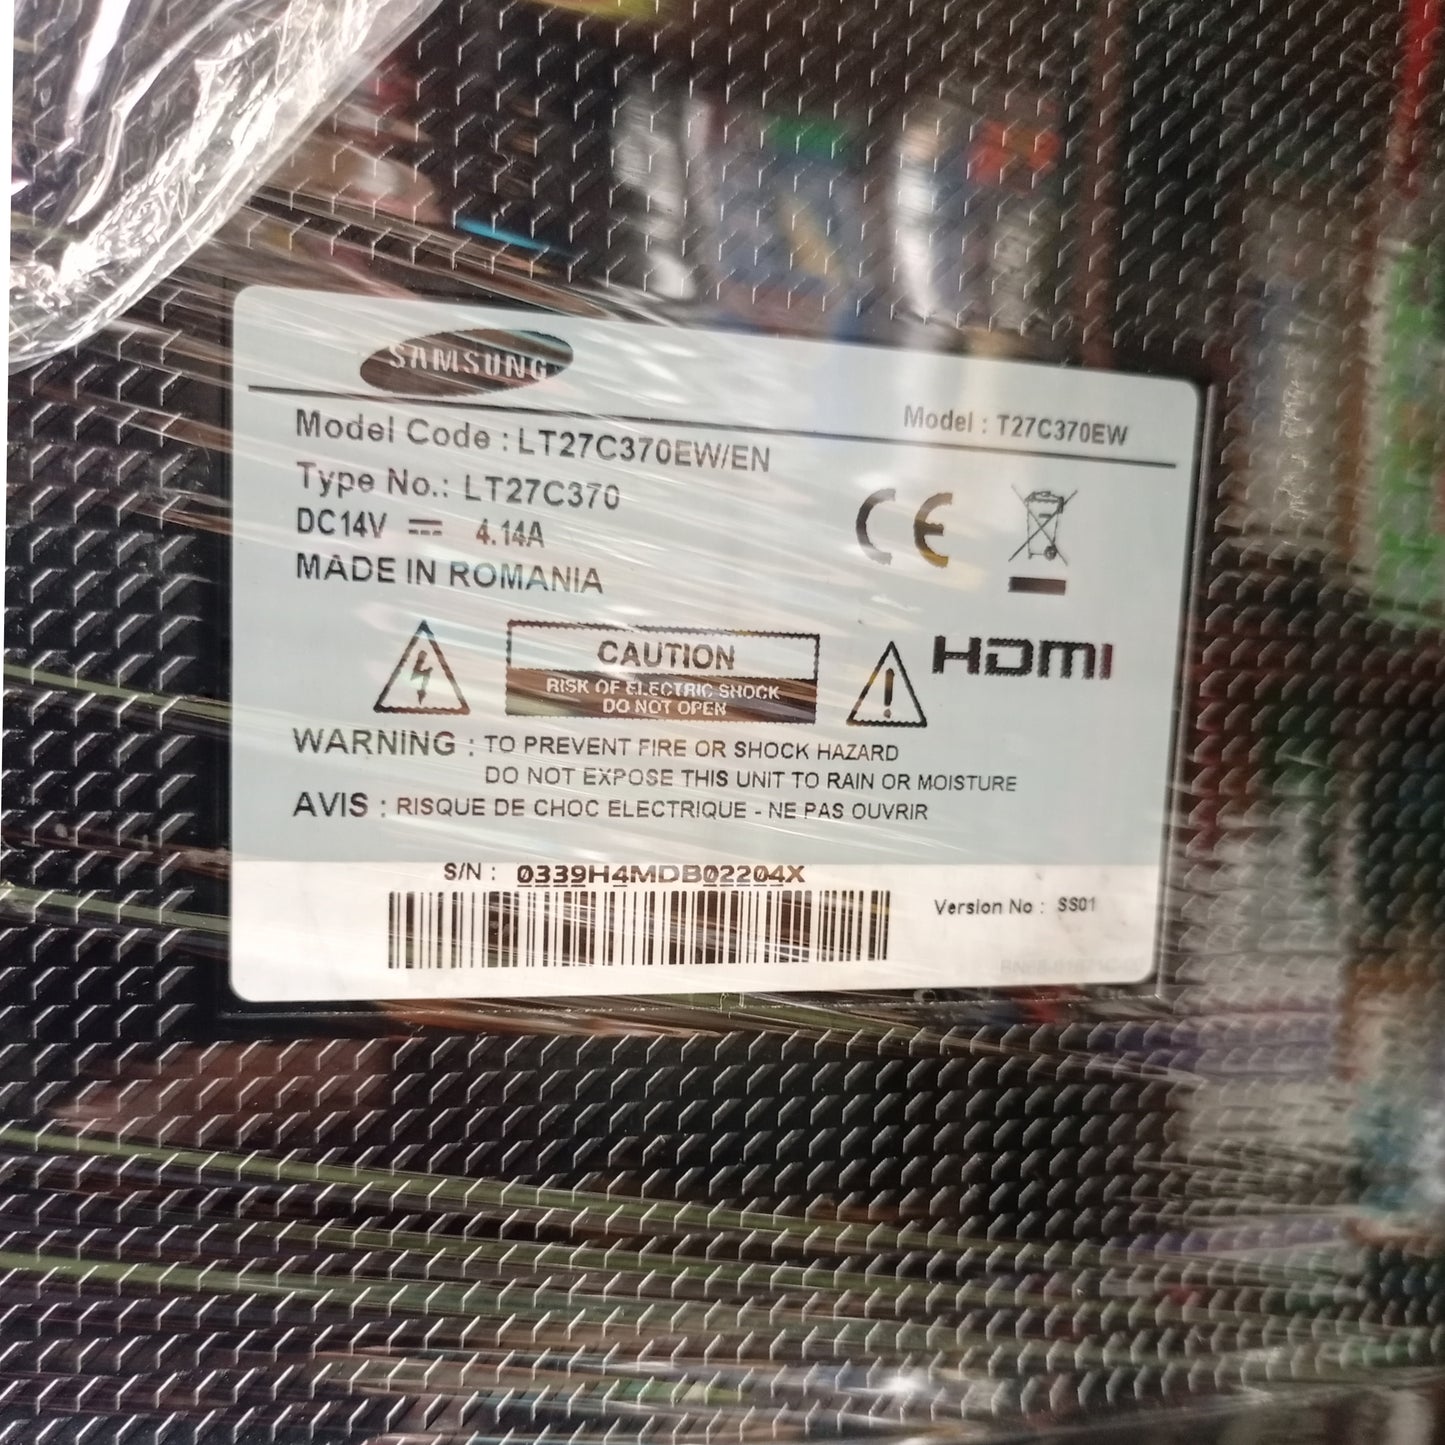 SAMSUNG
Model : T27C370EW
Model Code : LT27C370EW/EN
Type No.: LT27C370
DC14V ⎓ 4.14A
MADE IN ROMANIA
CE
CAUTION
RISK OF ELECTRIC SHOCK
DO NOT OPEN
HDMI
WARNING : TO PREVENT FIRE OR SHOCK HAZARD
DO NOT EXPOSE THIS UNIT TO RAIN OR MOISTURE
AVIS : RISQUE DE CHOC ELECTRIQUE - NE PAS OUVRIR
S/N : 0339H4MDB02204X
Version No : SS01